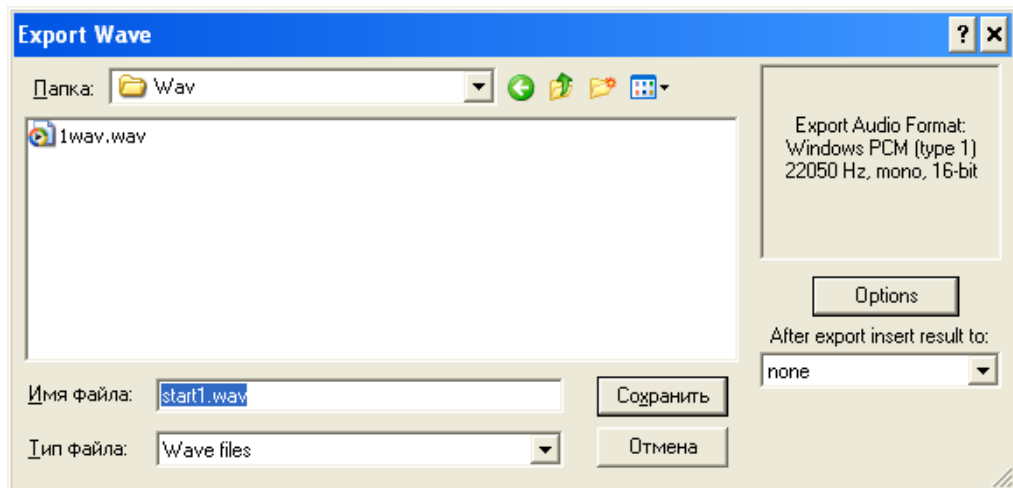 Export Wave
Папка: Wav
1wav.wav
Export Audio Format:
Windows PCM (type 1)
22050 Hz, mono, 16-bit
Options
After export insert result to:
none
Имя файла: start1.wav Сохранить
Тип файла: Wave files Отмена